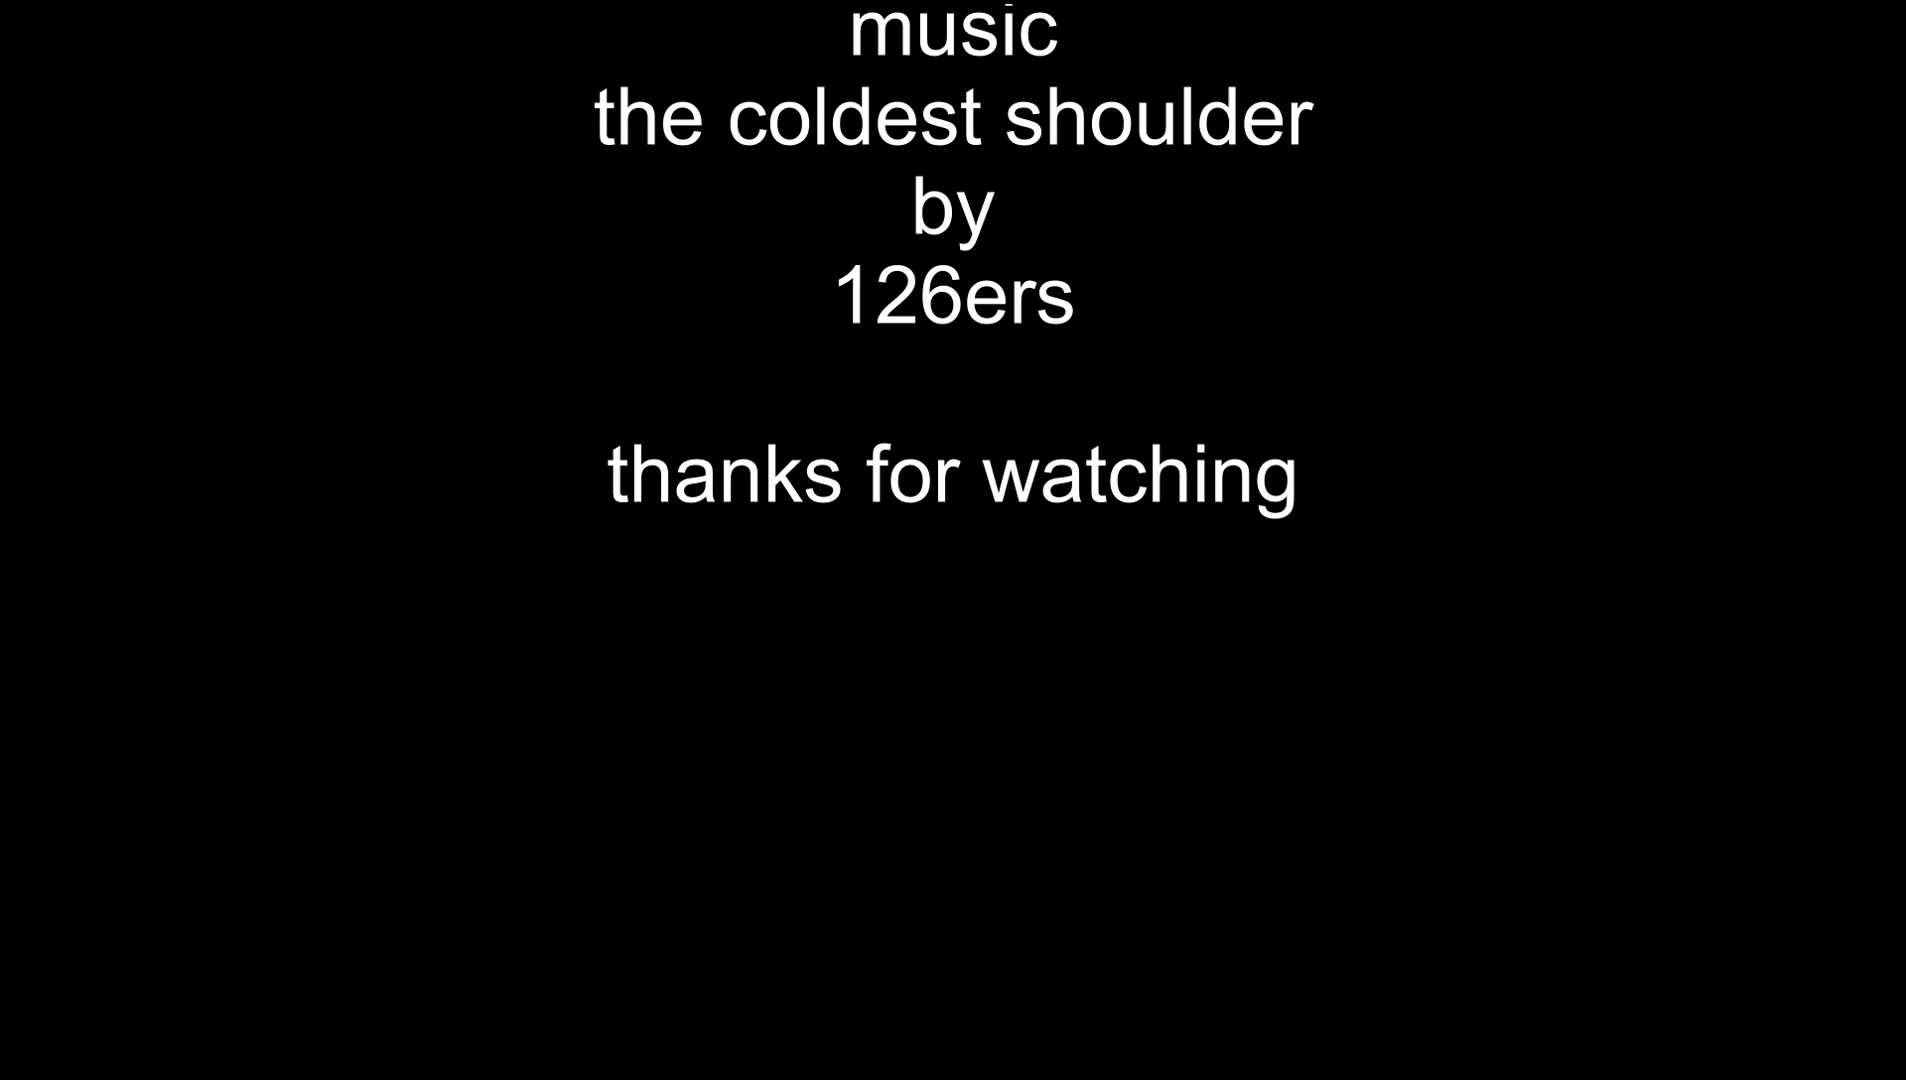 music
the coldest shoulder
by
126ers
thanks for watching